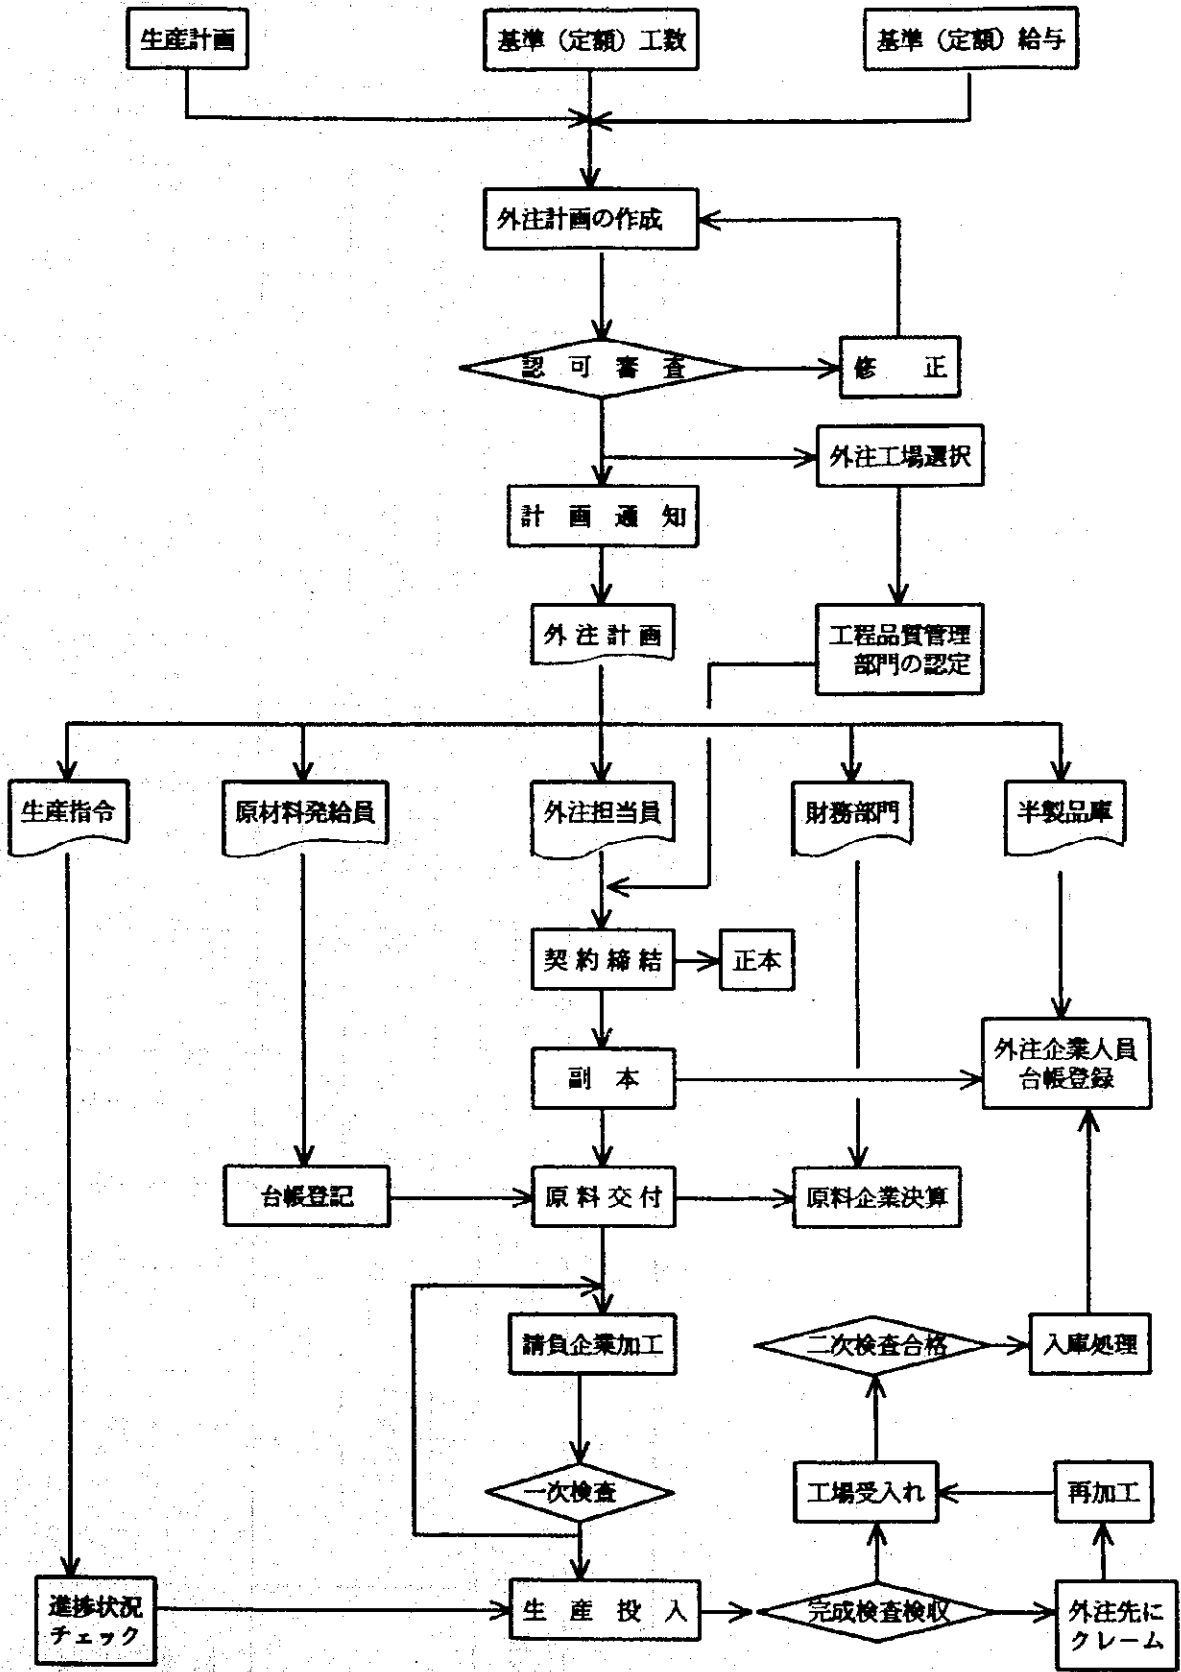 生産計画
基準（定額）工数
基準（定額）給与
外注計画の作成
認可審査
修正
外注工場選択
計画通知
外注計画
工程品質管理
部門の認定
生産指令
原材料発給員
外注担当員
財務部門
半製品庫
契約締結
正本
外注企業人員
台帳登録
副本
台帳登記
原料交付
原料企業決算
請負企業加工
二次検査合格
入庫処理
一次検査
工場受入れ
再加工
進捗状況
チェック
生産投入
完成検査検収
外注先に
クレーム